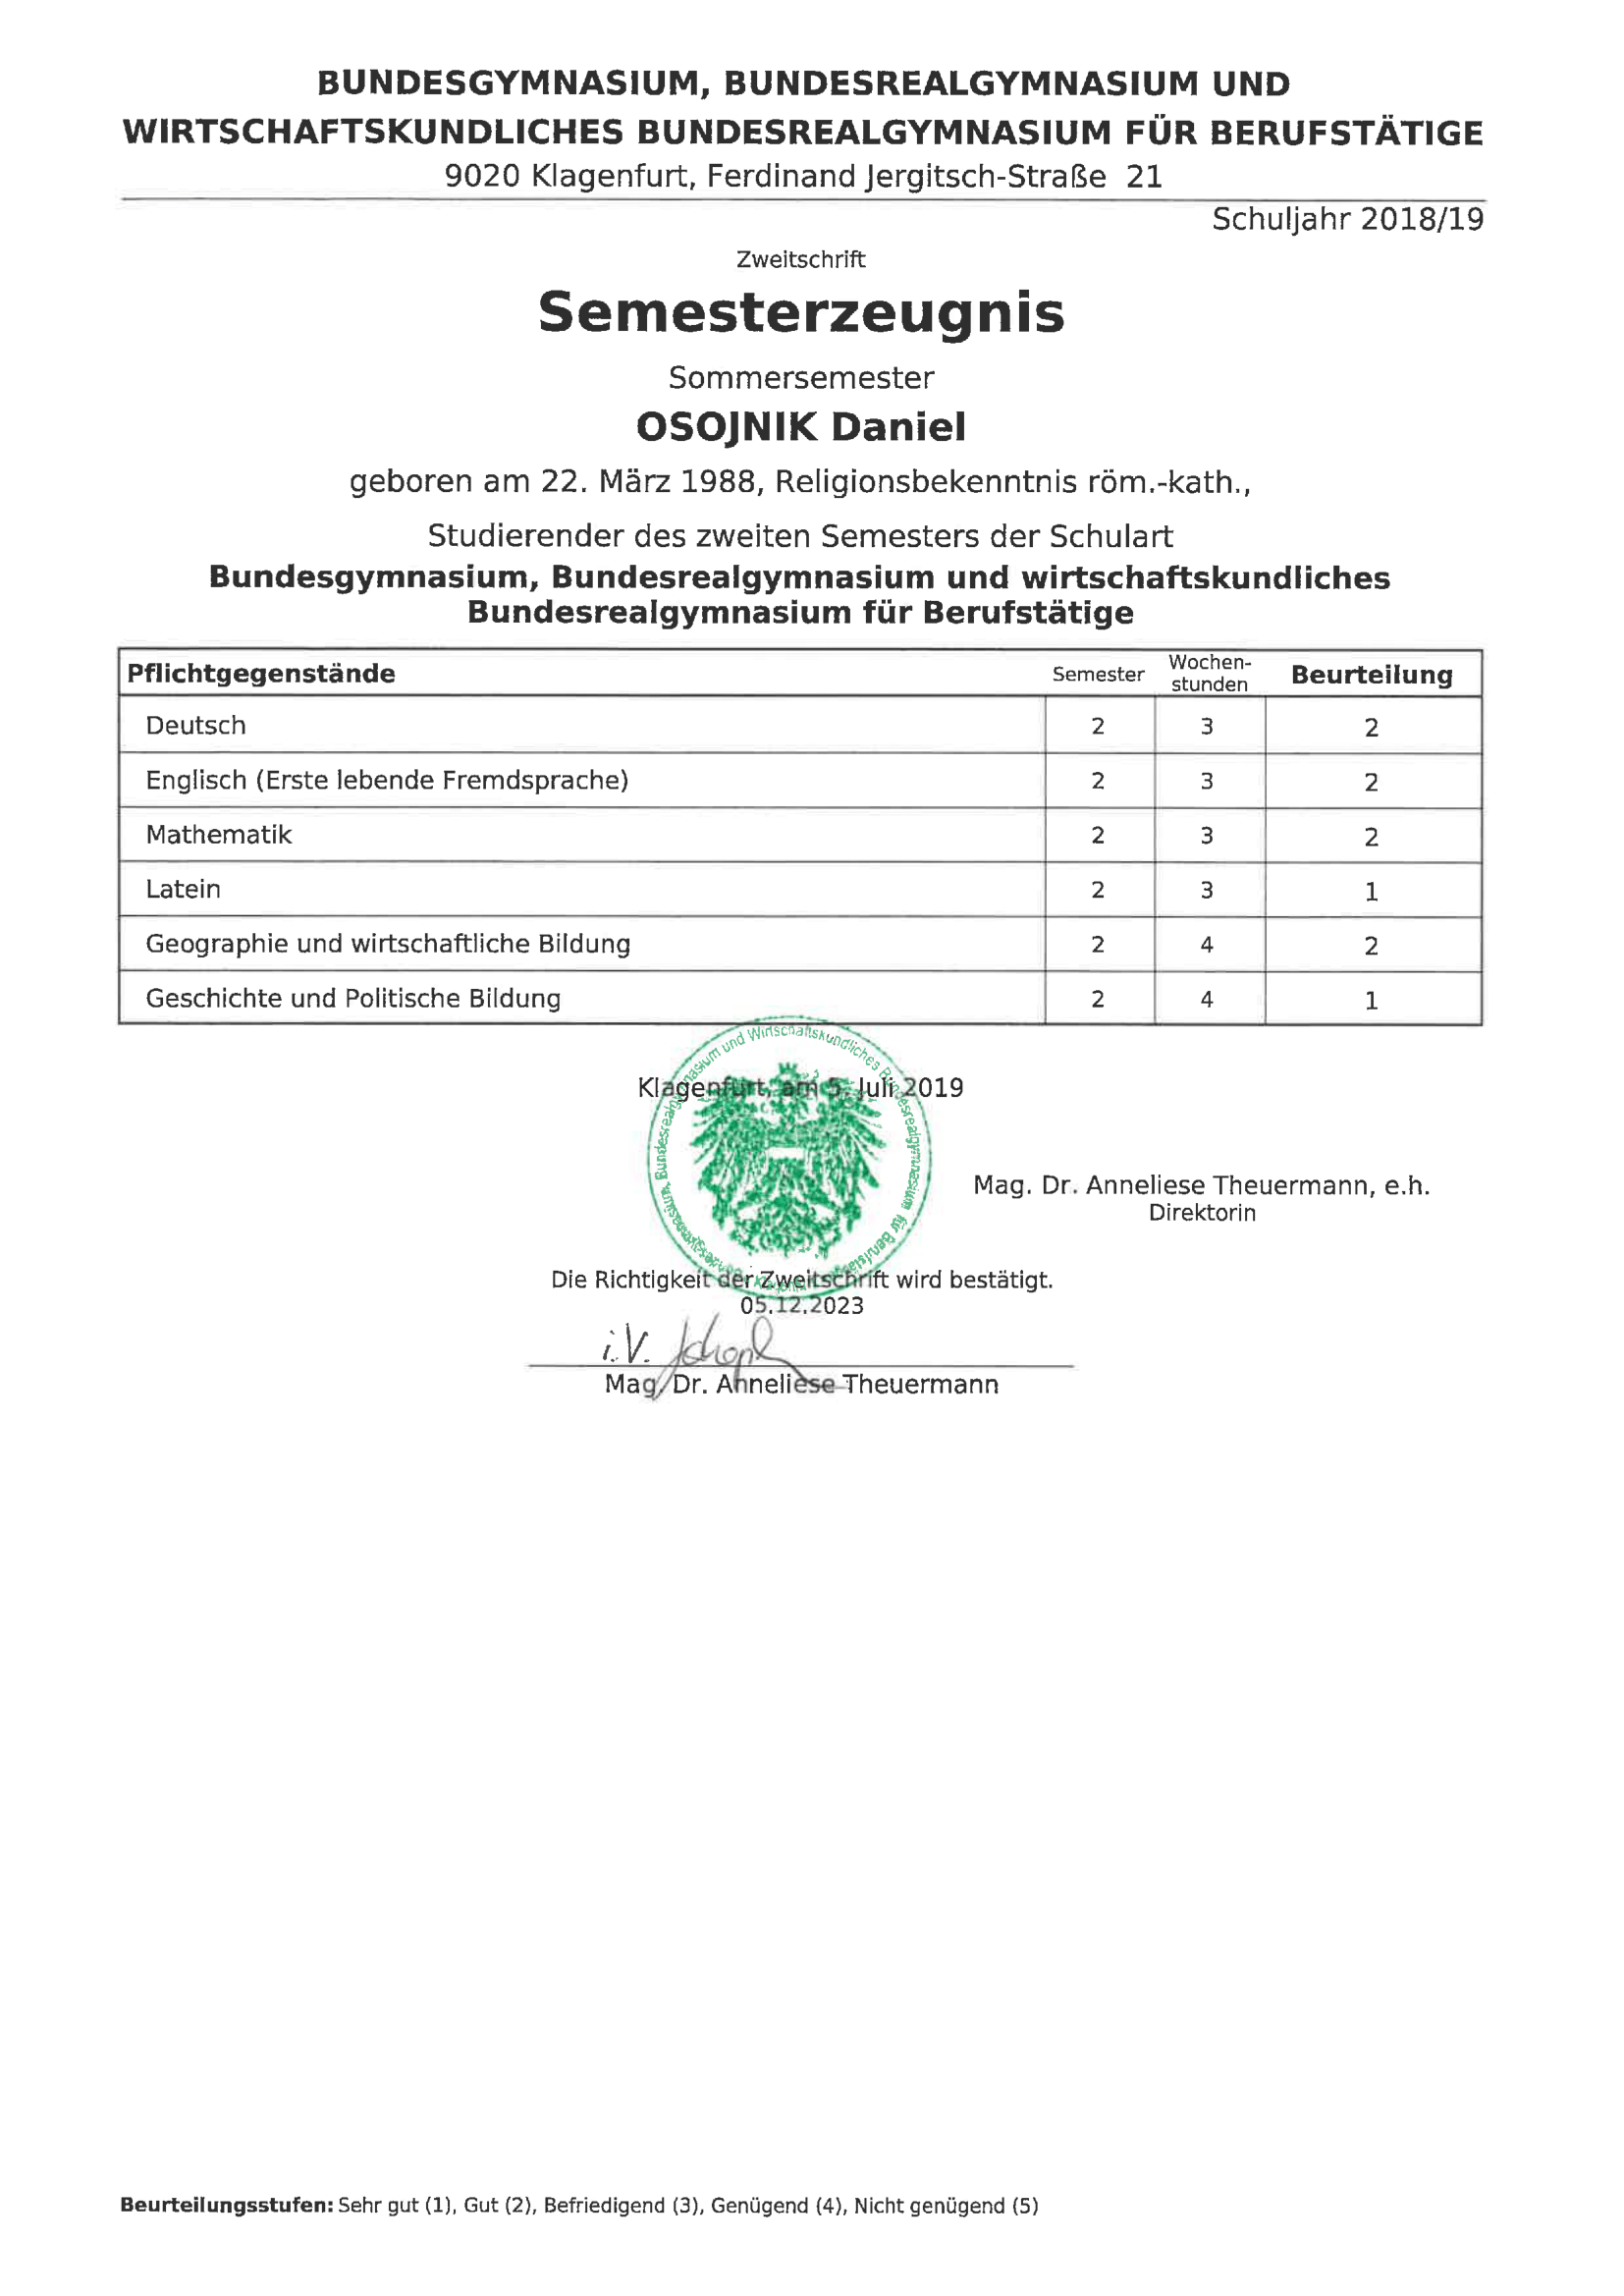 BUNDESGYMNASIUM, BUNDESREALGYMNASIUM UND
WIRTSCHAFTSKUNDLICHES BUNDESREALGYMNASIUM FÜR BERUFSTÄTIGE
9020 Klagenfurt, Ferdinand Jergitsch-Straße 21
Schuljahr 2018/19
Zweitschrift
Semesterzeugnis
Sommersemester
OSOJNIK Daniel
geboren am 22. März 1988, Religionsbekenntnis röm.-kath.,
Studierender des zweiten Semesters der Schulart
Bundesgymnasium, Bundesrealgymnasium und wirtschaftskundliches
Bundesrealgymnasium für Berufstätige
Pflichtgegenstände Semester Wochen-stunden Beurteilung
Deutsch 2 3 2
Englisch (Erste lebende Fremdsprache) 2 3 2
Mathematik 2 3 2
Latein 2 3 1
Geographie und wirtschaftliche Bildung 2 4 2
Geschichte und Politische Bildung 2 4 1
Bundesgymnasium, Bundesrealgymnasium und Wirtschaftskundliches Bundesrealgymnasium für Berufstätige
Klagenfurt, am 5. Juli 2019
Mag. Dr. Anneliese Theuermann, e.h.
Direktorin
Die Richtigkeit der Zweitschrift wird bestätigt.
05.12.2023
i.V.
Mag. Dr. Anneliese Theuermann
Beurteilungsstufen: Sehr gut (1), Gut (2), Befriedigend (3), Genügend (4), Nicht genügend (5)